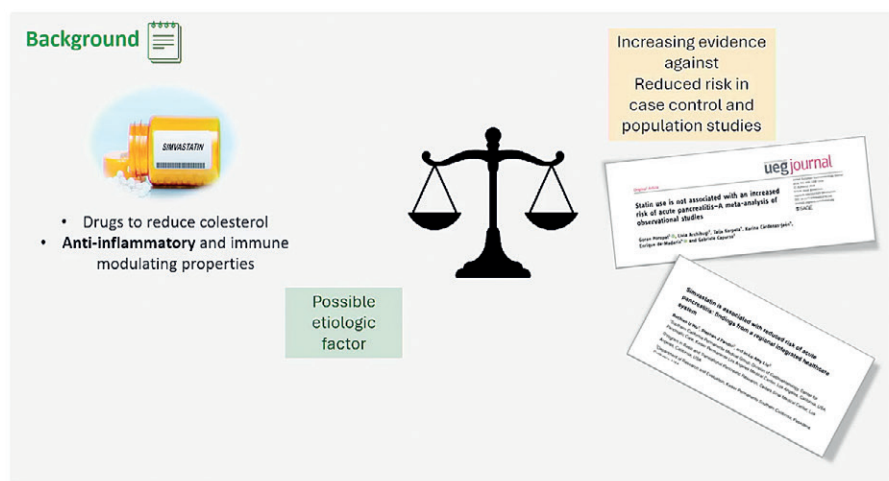 Background
SIMVASTATIN
• Drugs to reduce colesterol
• Anti-inflammatory and immune
modulating properties
Possible
etiologic
factor
Increasing evidence
against
Reduced risk in
case control and
population studies
ueg journal
Original Article
Statin use is not associated with an increased
risk of acute pancreatitis—A meta-analysis of
observational studies
Simvastatin is associated with reduced risk of acute
pancreatitis: findings from a regional integrated healthcare
system